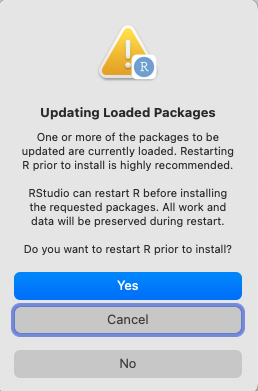 R
Updating Loaded Packages
One or more of the packages to be
updated are currently loaded. Restarting
R prior to install is highly recommended.
RStudio can restart R before installing
the requested packages. All work and
data will be preserved during restart.
Do you want to restart R prior to install?
Yes
Cancel
No